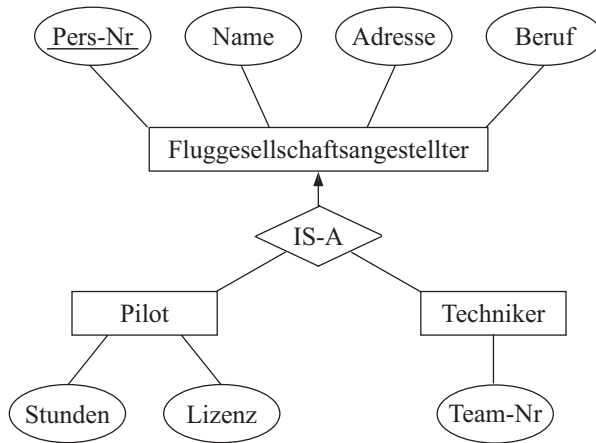 Pers-Nr
Name
Adresse
Beruf
Fluggesellschaftsangestellter
IS-A
Pilot
Techniker
Stunden
Lizenz
Team-Nr